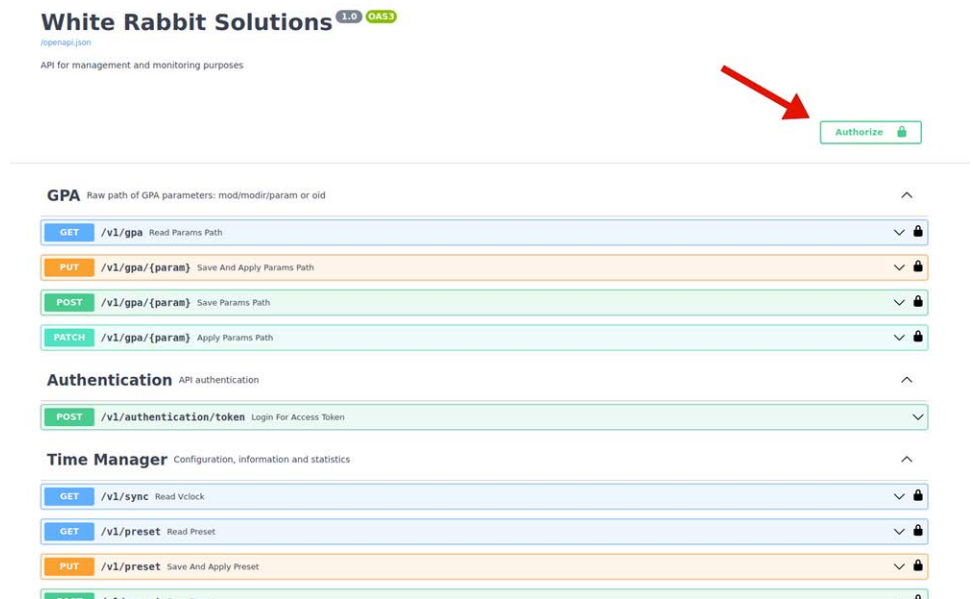 White Rabbit Solutions 1.0 OAS3
/openapi.json
API for management and monitoring purposes
Authorize
GPA Raw path of GPA parameters: mod/modir/param or oid
GET /v1/gpa Read Params Path
PUT /v1/gpa/{param} Save And Apply Params Path
POST /v1/gpa/{param} Save Params Path
PATCH /v1/gpa/{param} Apply Params Path
Authentication API authentication
POST /v1/authentication/token Login For Access Token
Time Manager Configuration, information and statistics
GET /v1/sync Read Vclock
GET /v1/preset Read Preset
PUT /v1/preset Save And Apply Preset